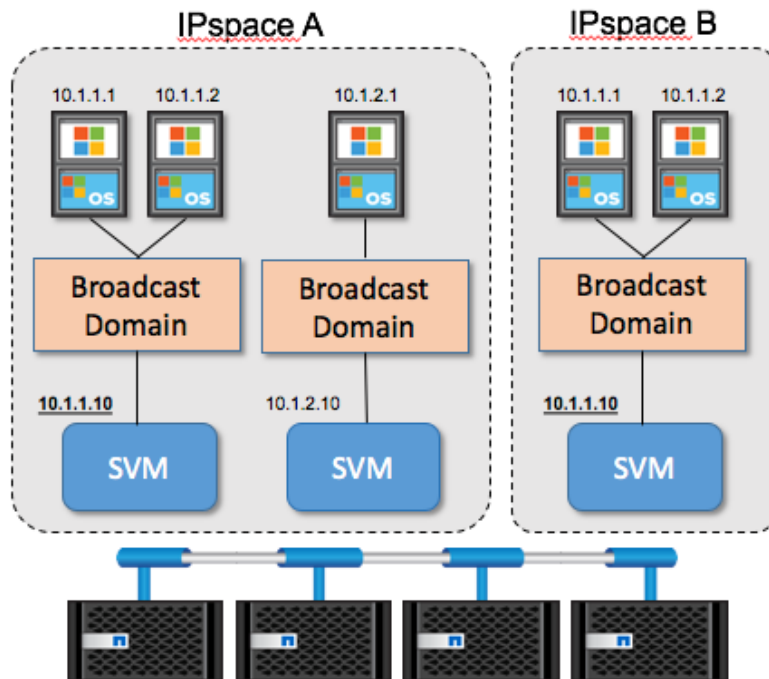 IPspace A
IPspace B
10.1.1.1
10.1.1.2
10.1.2.1
10.1.1.1
10.1.1.2
OS
OS
OS
OS
OS
Broadcast
Domain
Broadcast
Domain
Broadcast
Domain
10.1.1.10
10.1.2.10
10.1.1.10
SVM
SVM
SVM